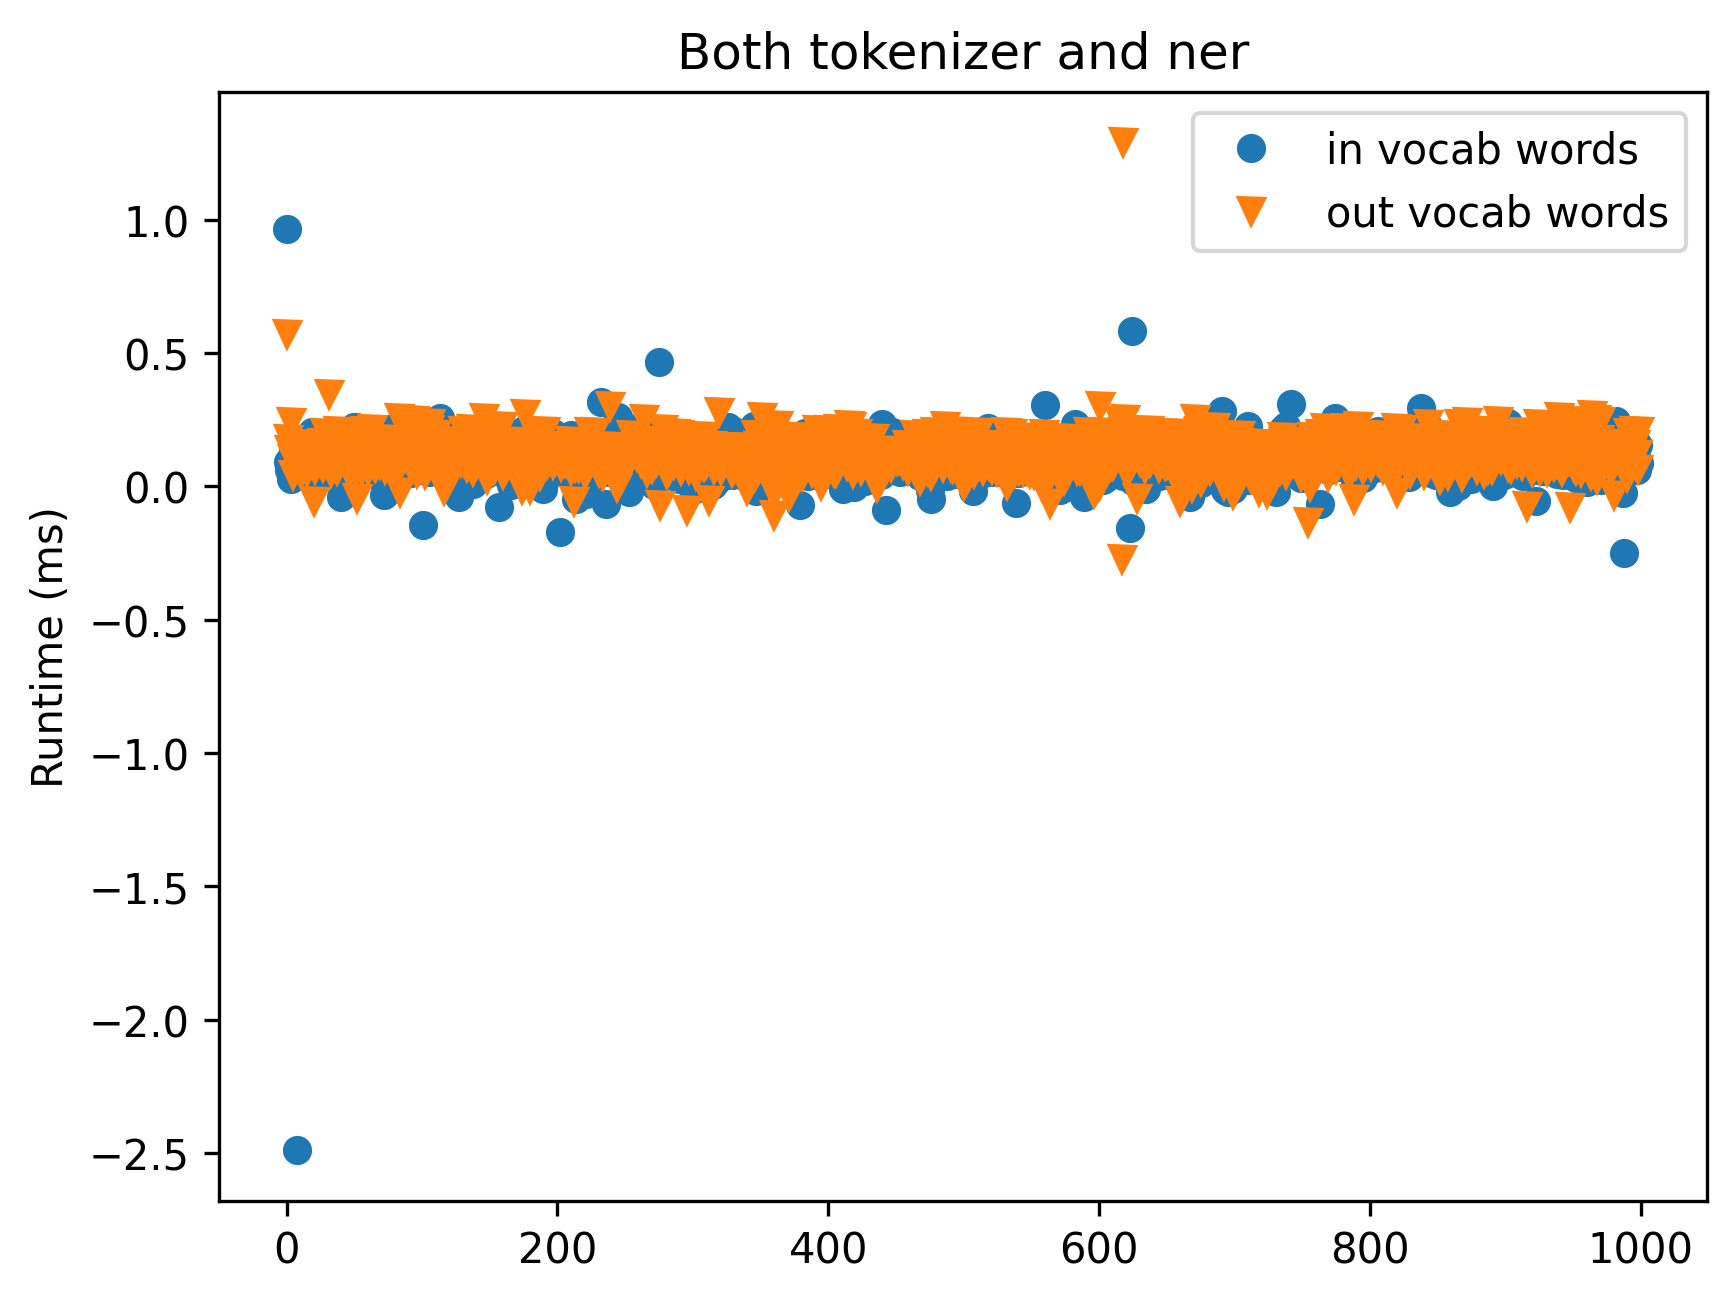 Both tokenizer and ner
in vocab words
out vocab words
Runtime (ms)
1.0
0.5
0.0
−0.5
−1.0
−1.5
−2.0
−2.5
0 200 400 600 800 1000